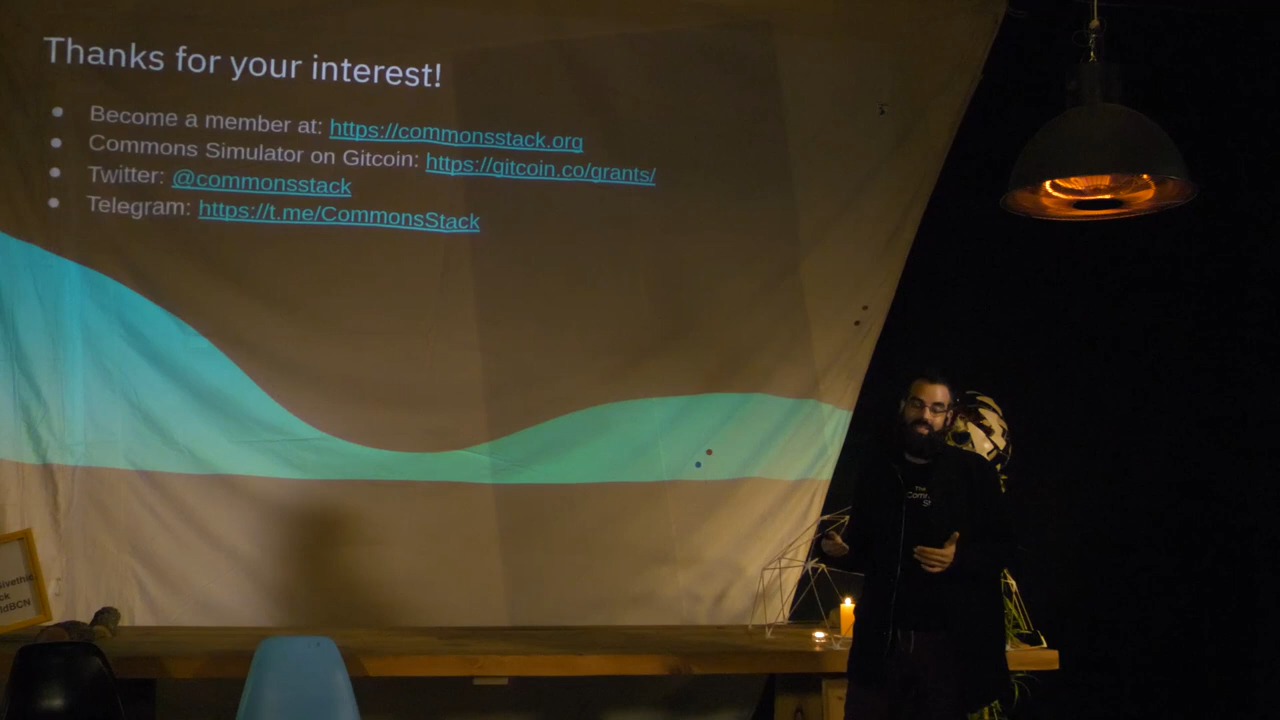 Thanks for your interest!
● Become a member at: https://commonsstack.org
● Commons Simulator on Gitcoin: https://gitcoin.co/grants/
● Twitter: @commonsstack
● Telegram: https://t.me/CommonsStack
The